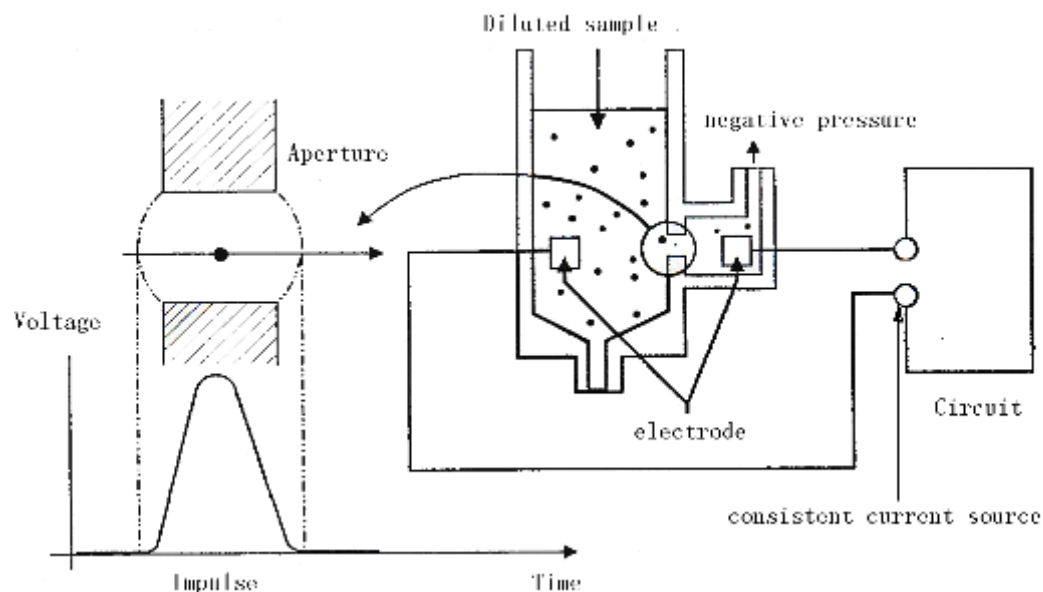 Diluted sample
negative pressure
Aperture
Voltage
Circuit
electrode
consistent current source
Impulse
Time